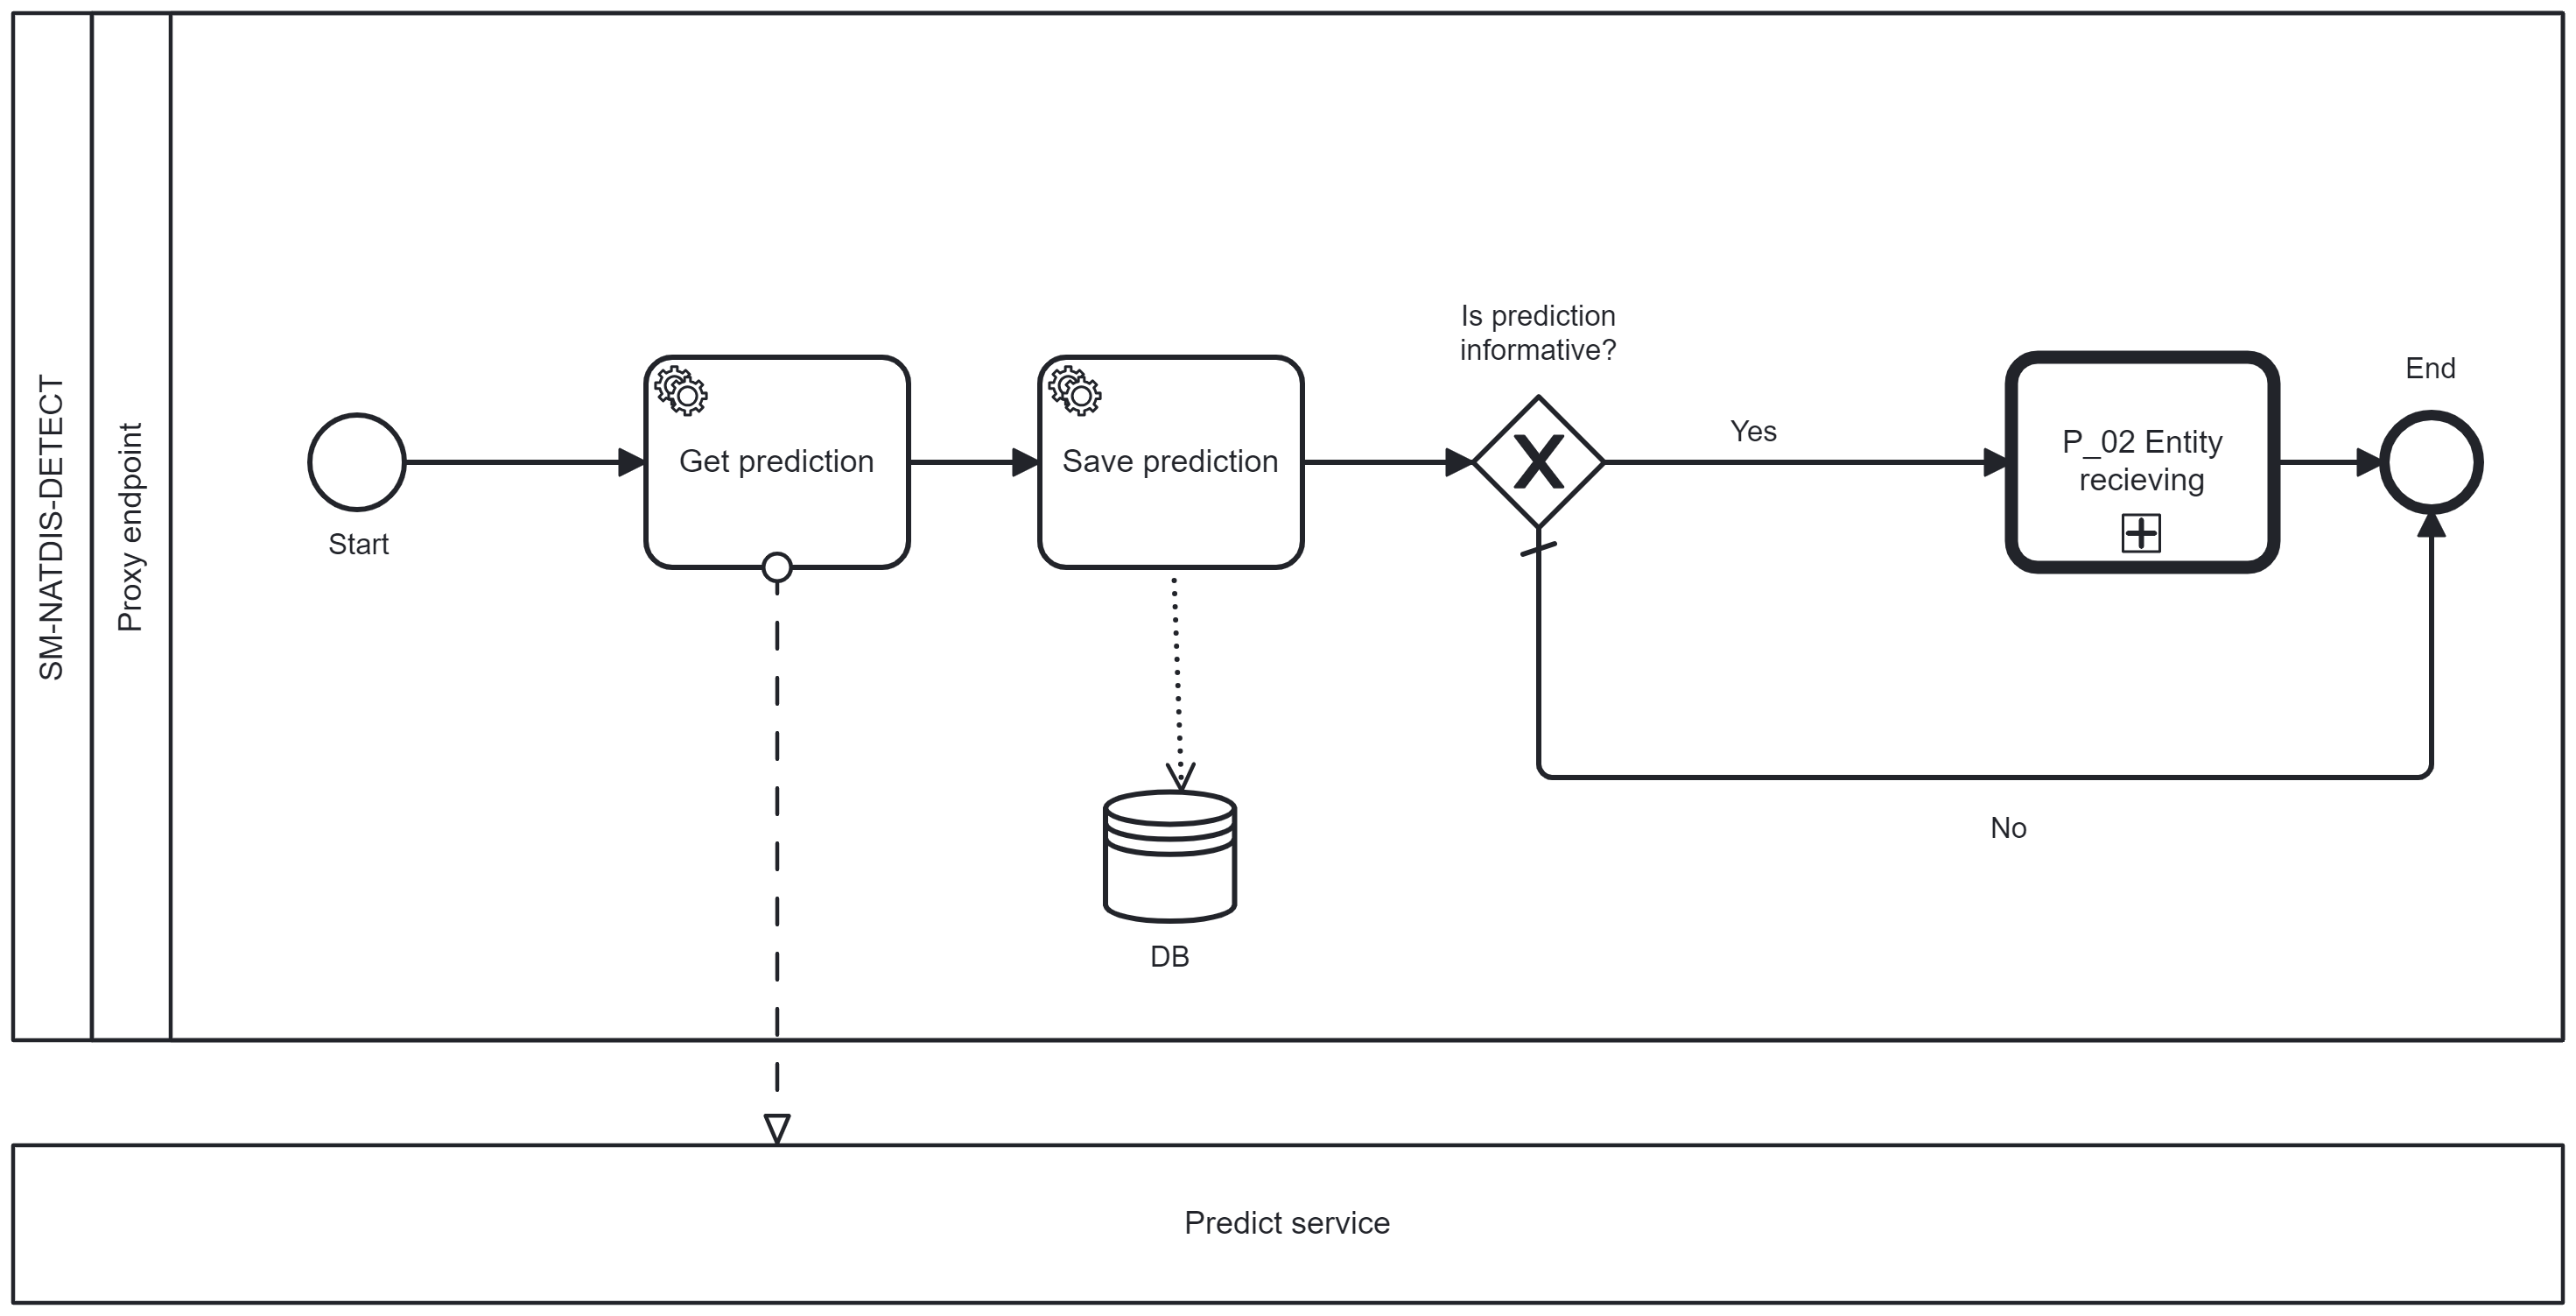 SM-NATDIS-DETECT
Proxy endpoint
Start
Get prediction
Save prediction
DB
Is prediction
informative?
Yes
No
P_02 Entity
recieving
End
Predict service